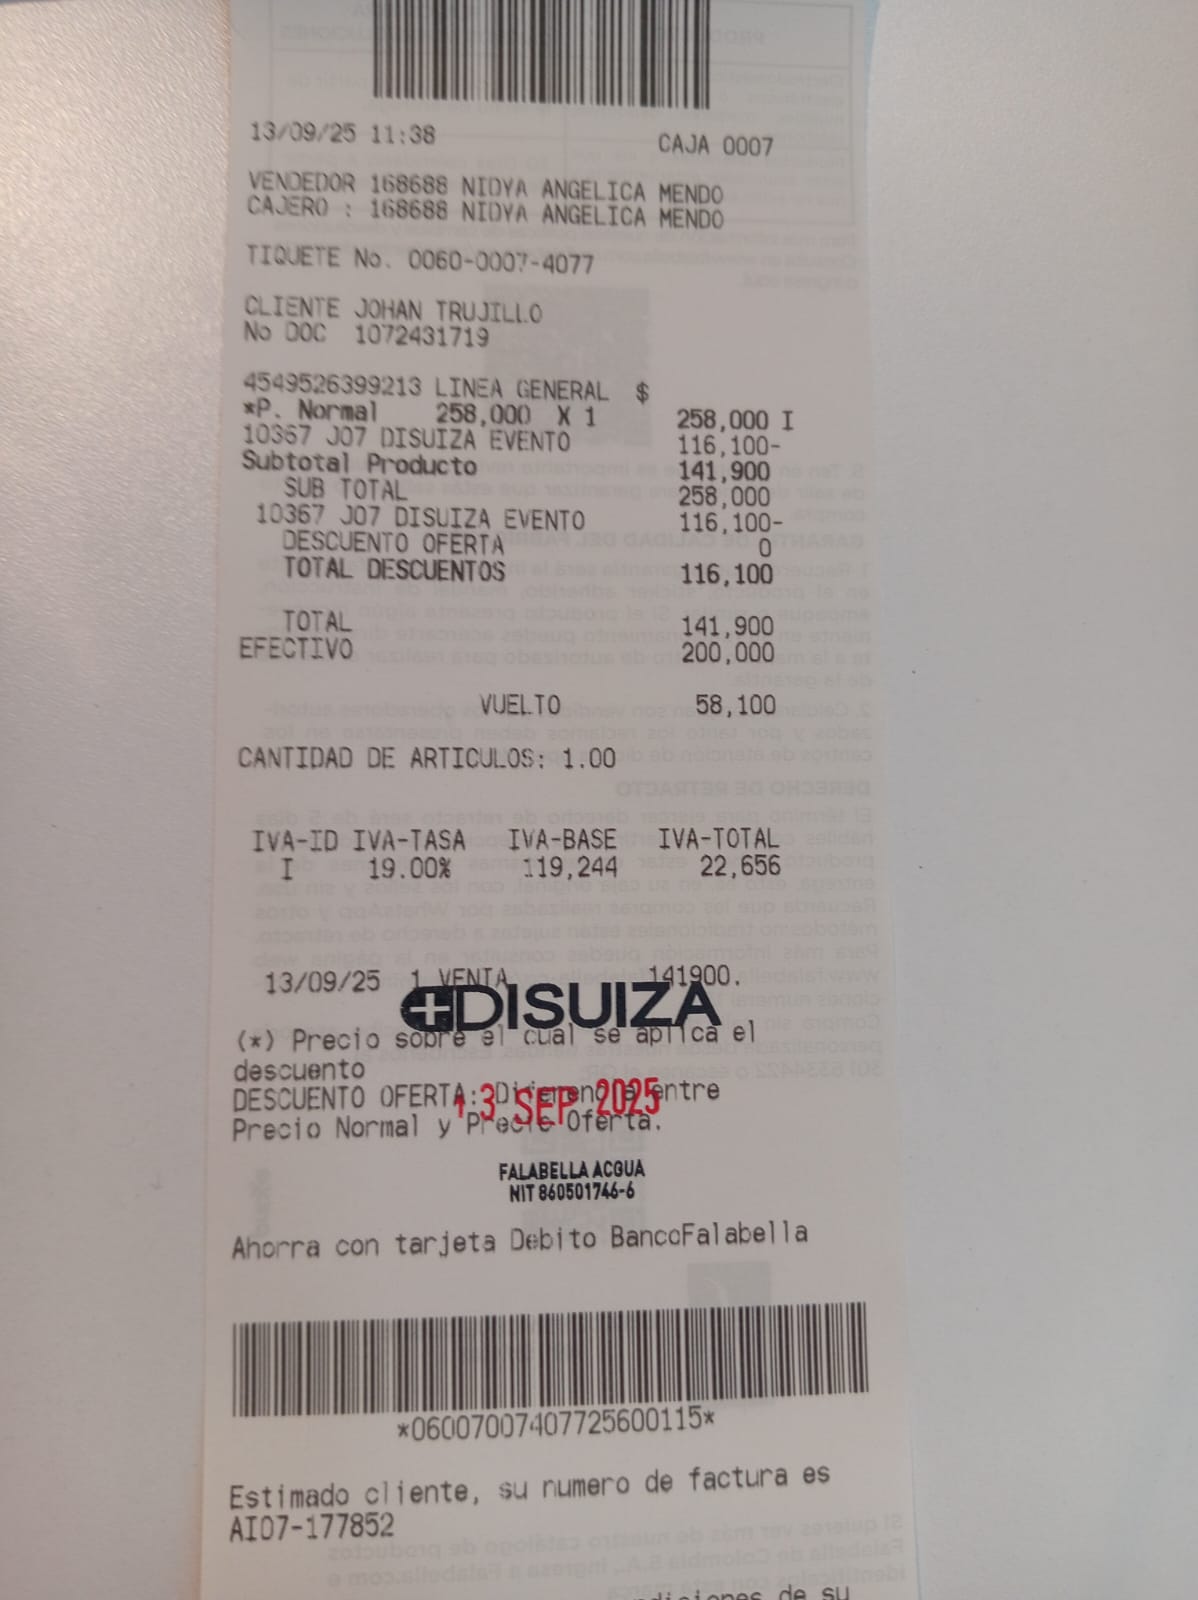 13/09/25 11:38 CAJA 0007
VENDEDOR 168688 NIDYA ANGELICA MENDO
CAJERO : 168688 NIDYA ANGELICA MENDO
TIQUETE No. 0060-0007-4077
CLIENTE JOHAN TRUJILLO
No DOC 1072431719
4549526399213 LINEA GENERAL $
*P. Normal 258,000 X 1 258,000 I
10367 J07 DISUIZA EVENTO 116,100-
Subtotal Producto 141,900
SUB TOTAL 258,000
10367 J07 DISUIZA EVENTO 116,100-
DESCUENTO OFERTA 0
TOTAL DESCUENTOS 116,100
TOTAL 141,900
EFECTIVO 200,000
VUELTO 58,100
CANTIDAD DE ARTICULOS: 1.00
IVA-ID IVA-TASA IVA-BASE IVA-TOTAL
I 19.00% 119,244 22,656
13/09/25 1 VENTA 141900.
DISUIZA
(*) Precio sobre el cual se aplica el
descuento
DESCUENTO OFERTA: Diferencia entre
13 SEP 2025
Precio Normal y Precio Oferta.
FALABELLA ACQUA
NIT 860501746-6
Ahorra con tarjeta Debito BancoFalabella
*06007007407725600115*
Estimado cliente, su numero de factura es
AI07-177852
de su